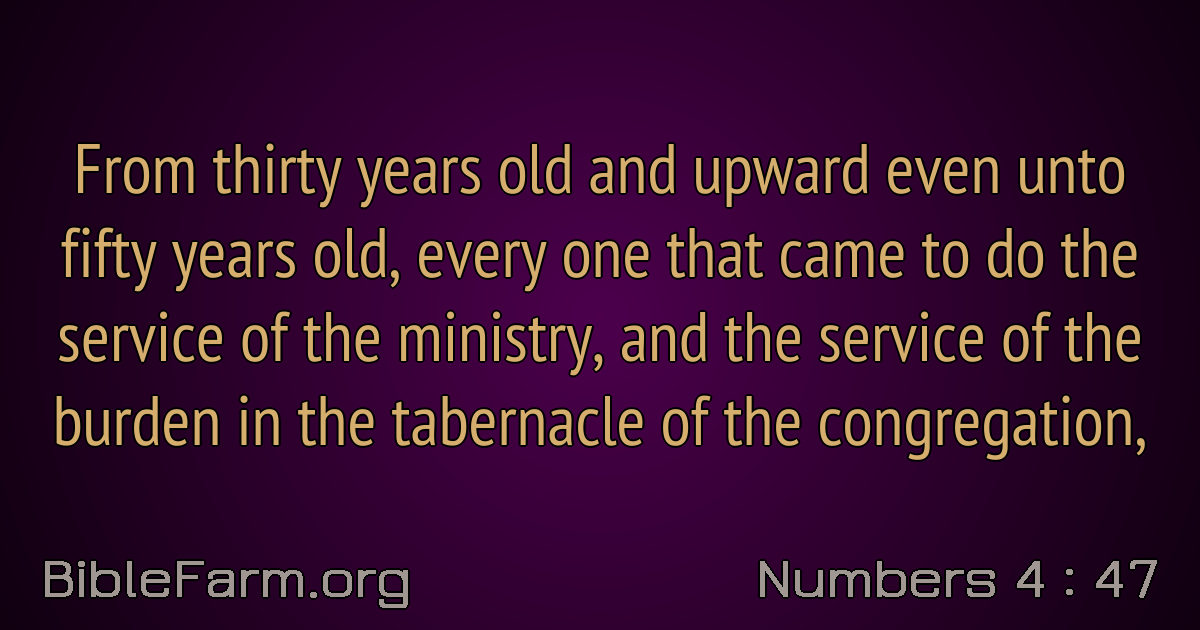 From thirty years old and upward even unto
fifty years old, every one that came to do the
service of the ministry, and the service of the
burden in the tabernacle of the congregation,
BibleFarm.org
Numbers 4 : 47